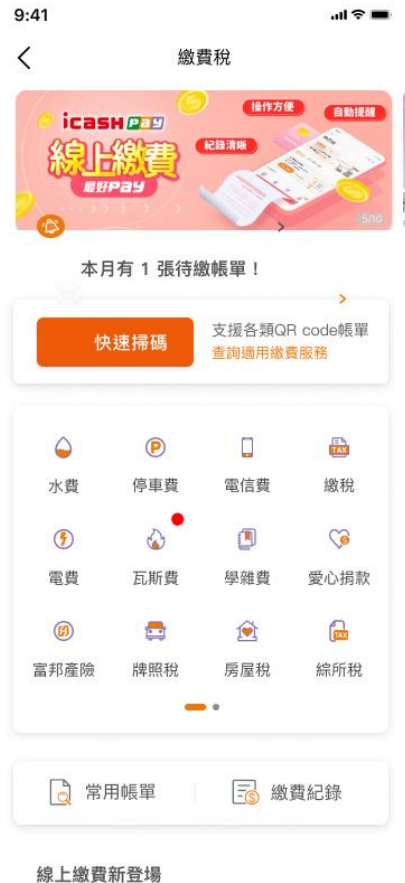 9:41
繳費稅
icash Pay
線上繳費
最好Pay
操作方便
自動提醒
紀錄清晰
5/10
本月有 1 張待繳帳單！
快速掃碼
支援各類QR code帳單
查詢適用繳費服務
水費
停車費
電信費
TAX
繳稅
電費
瓦斯費
學雜費
愛心捐款
富邦產險
牌照稅
房屋稅
TAX
綜所稅
常用帳單
繳費紀錄
線上繳費新登場